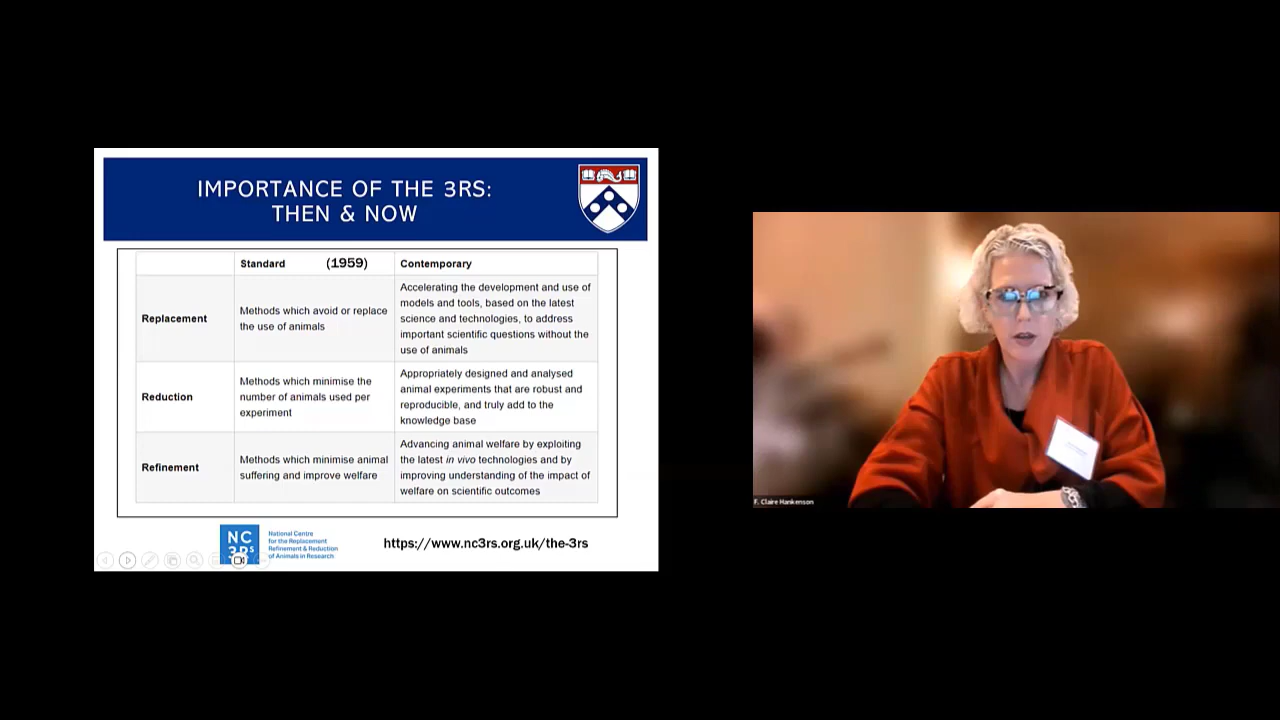 IMPORTANCE OF THE 3RS:
THEN & NOW
Standard (1959)
Contemporary
Replacement
Methods which avoid or replace
the use of animals
Accelerating the development and use of
models and tools, based on the latest
science and technologies, to address
important scientific questions without the
use of animals
Reduction
Methods which minimise the
number of animals used per
experiment
Appropriately designed and analysed
animal experiments that are robust and
reproducible, and truly add to the
knowledge base
Refinement
Methods which minimise animal
suffering and improve welfare
Advancing animal welfare by exploiting
the latest in vivo technologies and by
improving understanding of the impact of
welfare on scientific outcomes
NC
3Rs
National Centre
for the Replacement
Refinement & Reduction
of Animals in Research
https://www.nc3rs.org.uk/the-3rs
F. Claire Hankenson